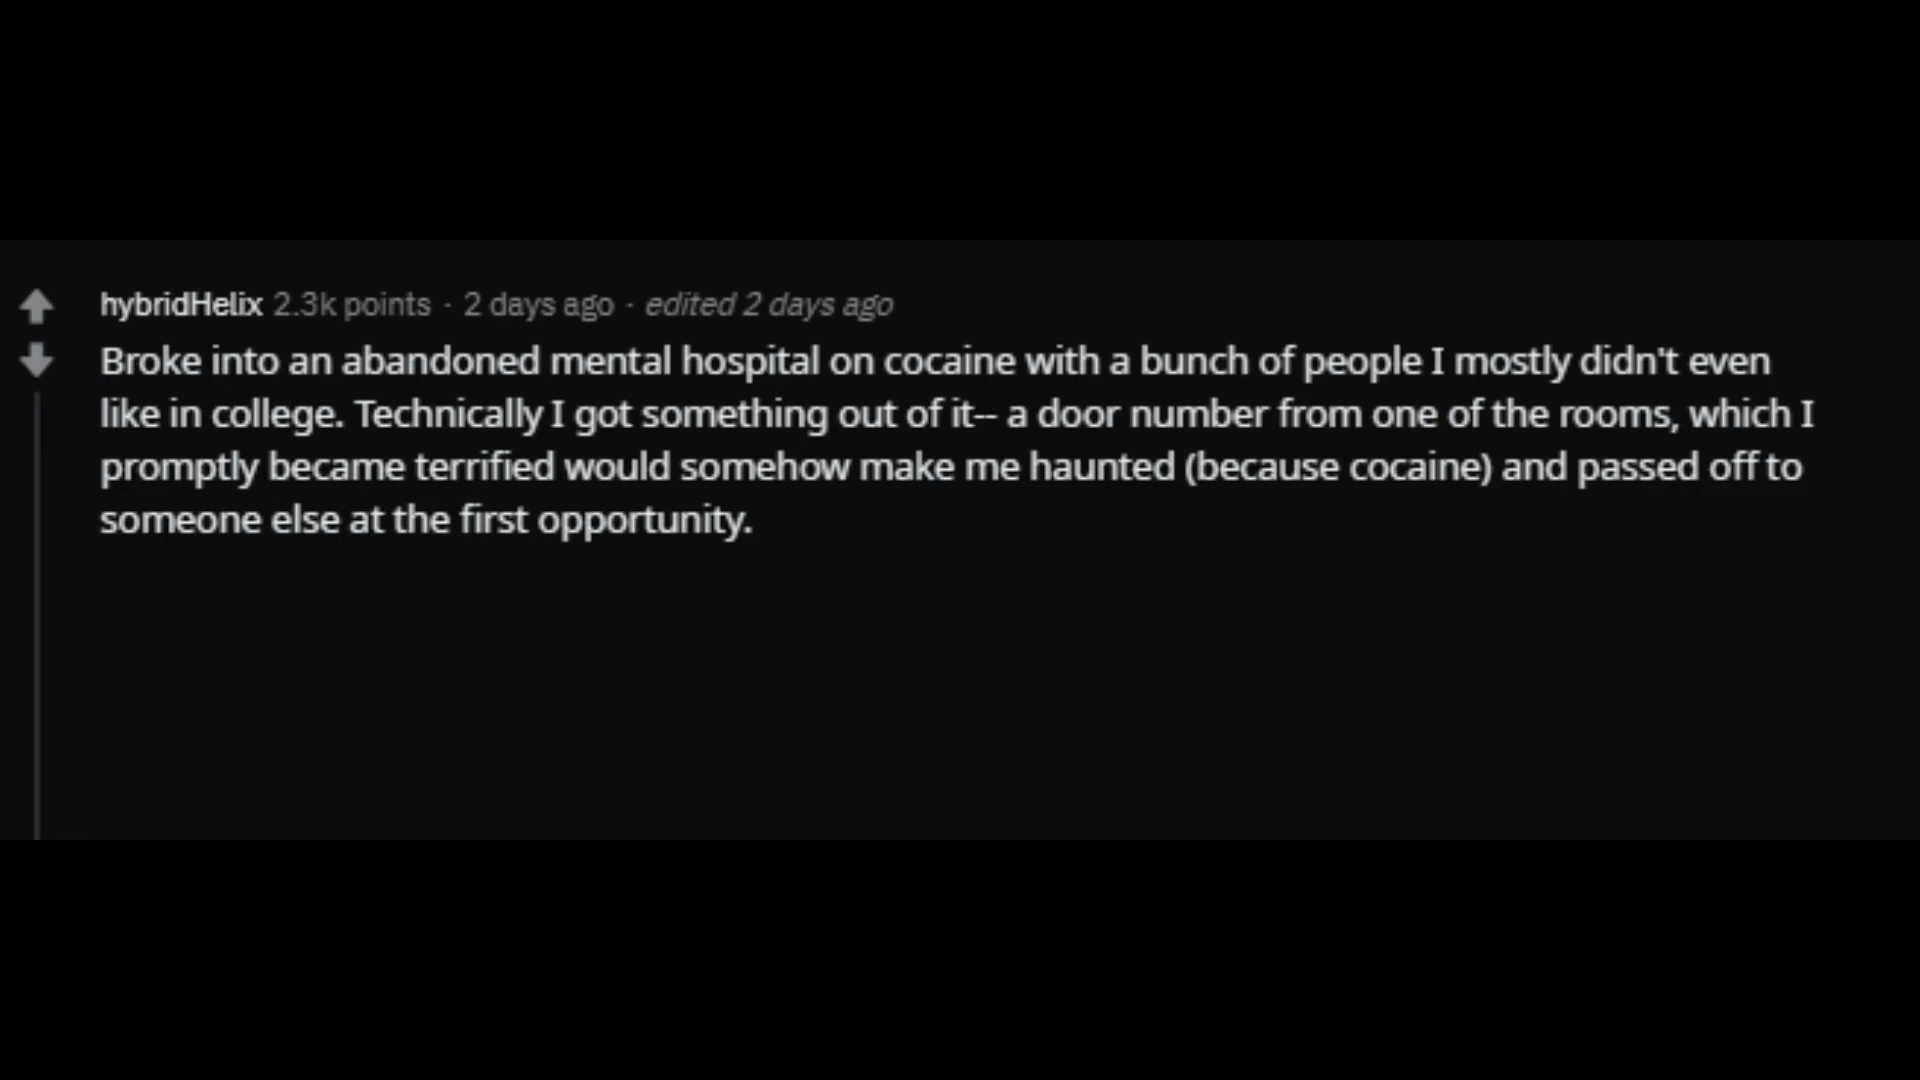 hybridHelix 2.3k points · 2 days ago · edited 2 days ago
Broke into an abandoned mental hospital on cocaine with a bunch of people I mostly didn't even
like in college. Technically I got something out of it-- a door number from one of the rooms, which I
promptly became terrified would somehow make me haunted (because cocaine) and passed off to
someone else at the first opportunity.